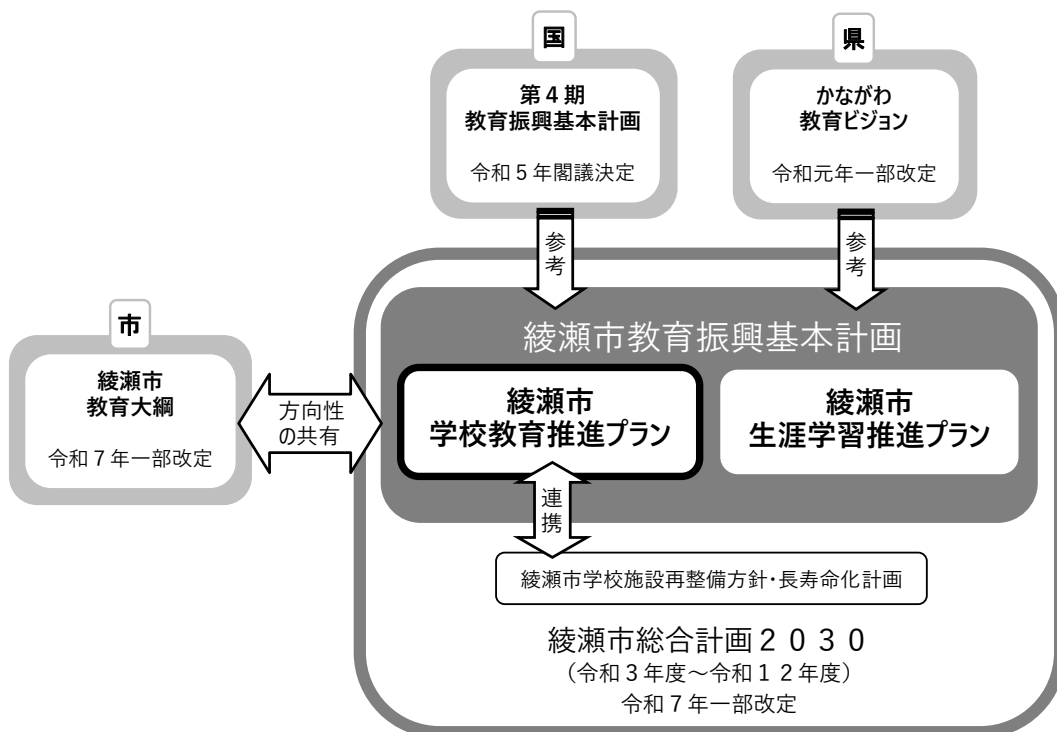 国
第4期
教育振興基本計画
令和5年閣議決定
県
かながわ
教育ビジョン
令和元年一部改定
参考
参考
市
綾瀬市
教育大綱
令和7年一部改定
方向性
の共有
綾瀬市教育振興基本計画
綾瀬市
学校教育推進プラン
綾瀬市
生涯学習推進プラン
連携
綾瀬市学校施設再整備方針・長寿命化計画
綾瀬市総合計画2030
(令和3年度~令和12年度)
令和7年一部改定